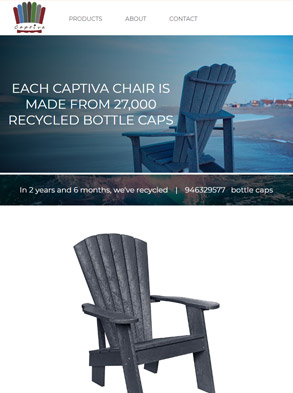 Captiva
PRODUCTS ABOUT CONTACT
EACH CAPTIVA CHAIR IS
MADE FROM 27,000
RECYCLED BOTTLE CAPS
In 2 years and 6 months, we've recycled | 946329577 bottle caps